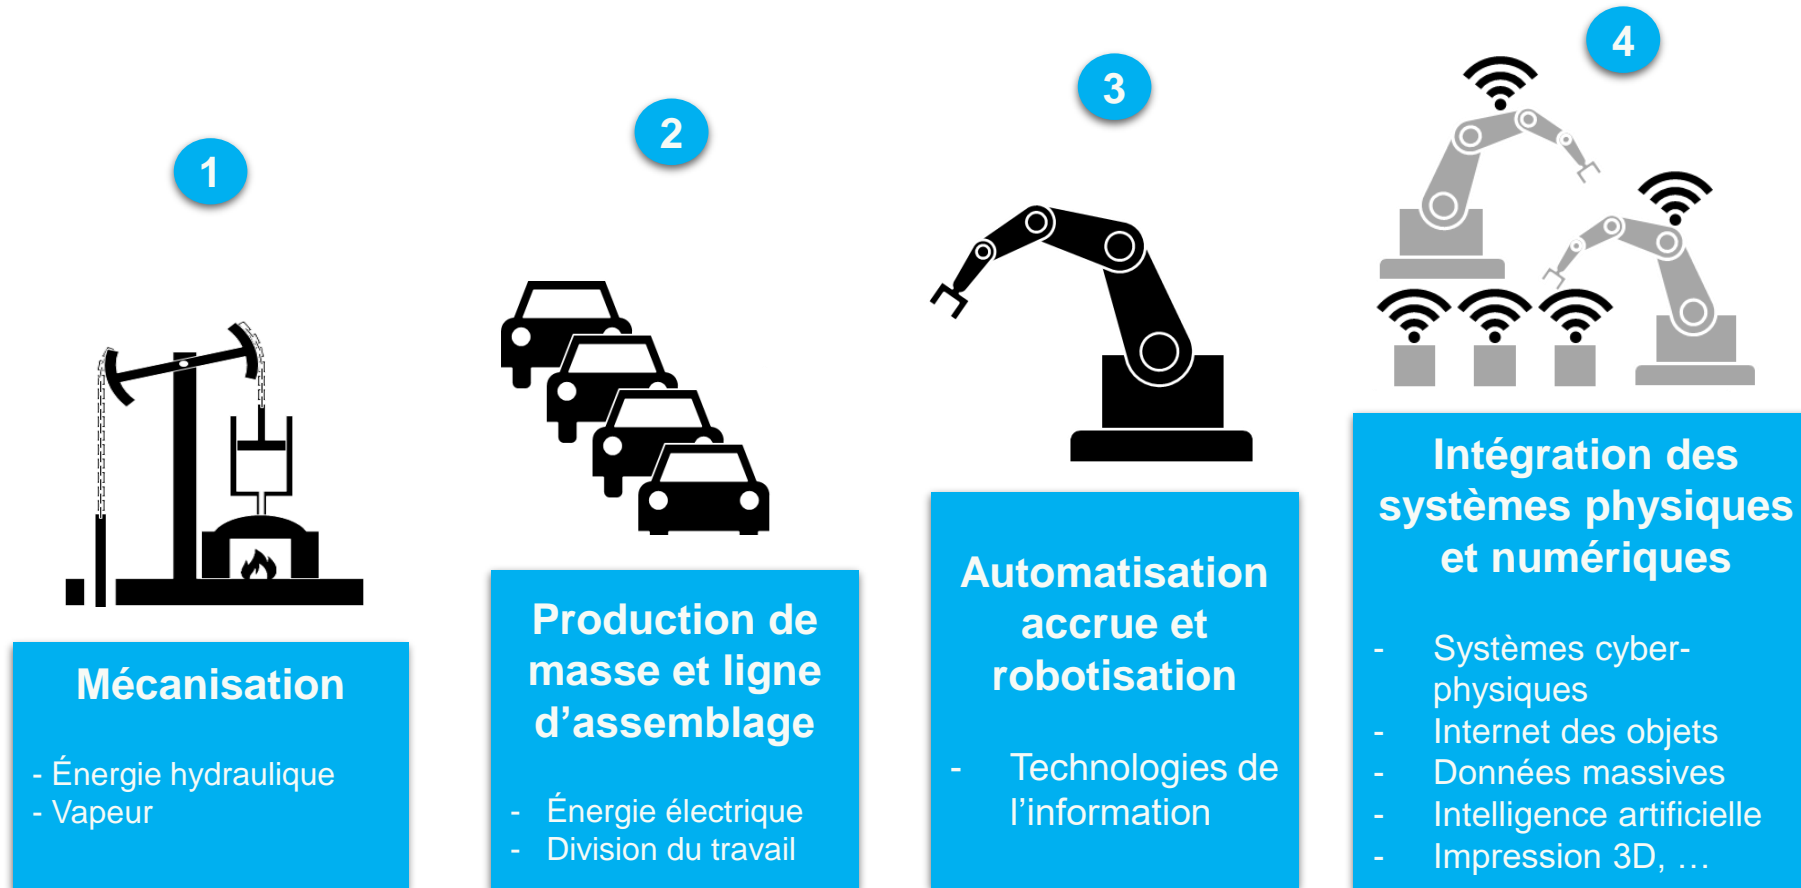 1
Mécanisation
- Énergie hydraulique
- Vapeur
2
Production de
masse et ligne
d’assemblage
- Énergie électrique
- Division du travail
3
Automatisation
accrue et
robotisation
- Technologies de
l’information
4
Intégration des
systèmes physiques
et numériques
- Systèmes cyber-
physiques
- Internet des objets
- Données massives
- Intelligence artificielle
- Impression 3D, …